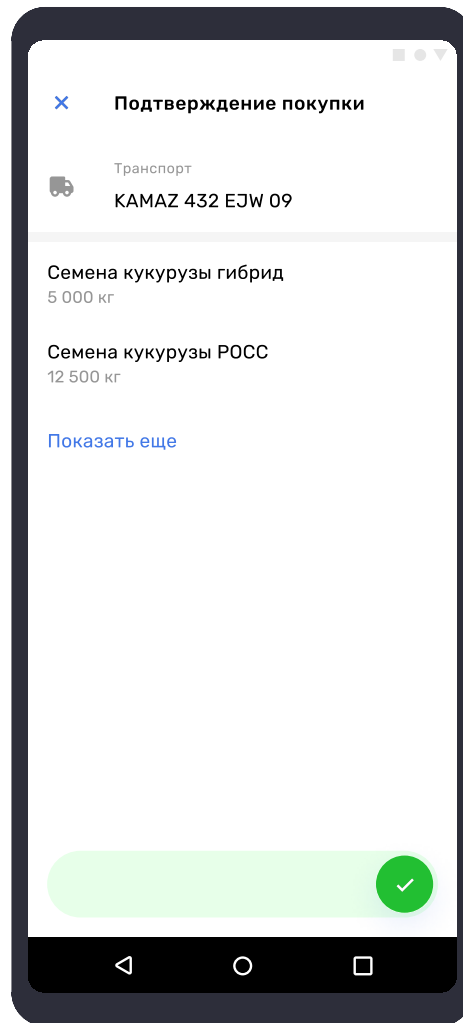 Подтверждение покупки
Транспорт
KAMAZ 432 EJW 09
Семена кукурузы гибрид
5 000 кг
Семена кукурузы РОСС
12 500 кг
Показать еще